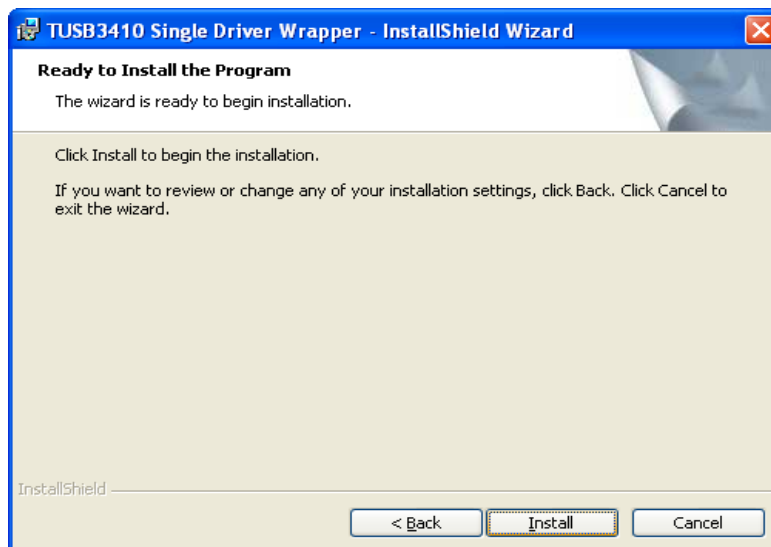 TUSB3410 Single Driver Wrapper - InstallShield Wizard
Ready to Install the Program
The wizard is ready to begin installation.
Click Install to begin the installation.
If you want to review or change any of your installation settings, click Back. Click Cancel to
exit the wizard.
InstallShield
< Back
Install
Cancel